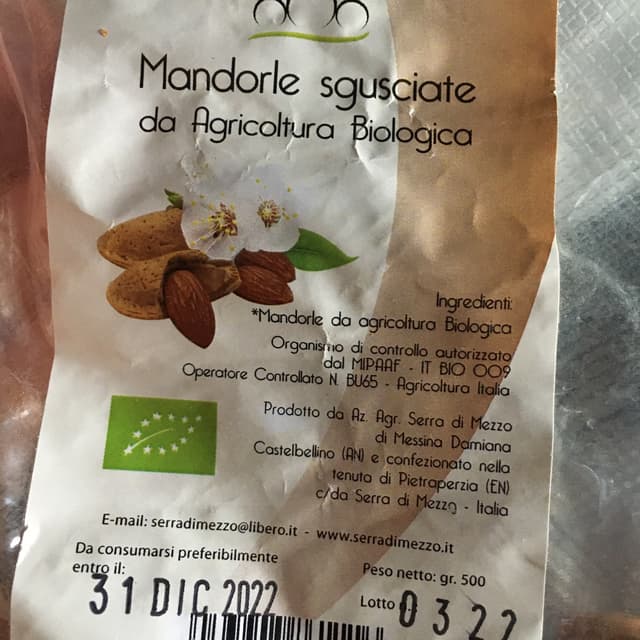 Mandorle sgusciate
da Agricoltura Biologica
Ingredienti:
*Mandorle da agricoltura Biologica
Organismo di controllo autorizzato
dal MIPAAF - IT BIO 009
Operatore Controllato N. BU65 - Agricoltura Italia
Prodotto da Az. Agr. Serra di Mezzo
di Messina Damiana
Castelbellino (AN) e confezionato nella
tenuta di Pietraperzia (EN)
c/da Serra di Mezzo - Italia
E-mail: serradimezzo@libero.it - www.serradimezzo.it
Da consumarsi preferibilmente
entro il:
31 DIC 2022
Peso netto: gr. 500
Lotto 0322